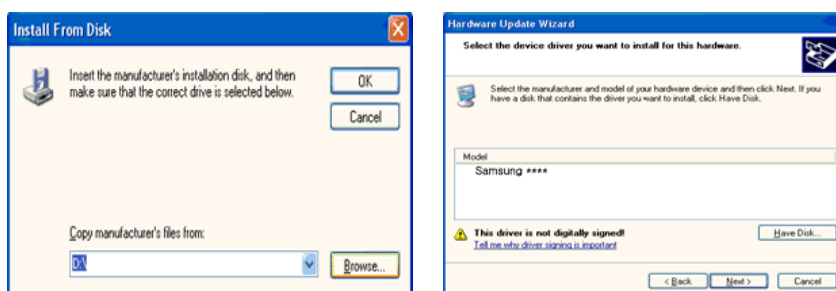 Install From Disk
Insert the manufacturer's installation disk, and then
make sure that the correct drive is selected below.
OK
Cancel
Copy manufacturer's files from:
D:\
Browse...
Hardware Update Wizard
Select the device driver you want to install for this hardware.
Select the manufacturer and model of your hardware device and then click Next. If you
have a disk that contains the driver you want to install, click Have Disk.
Model
Samsung ****
This driver is not digitally signed!
Tell me why driver signing is important
Have Disk...
< Back
Next >
Cancel